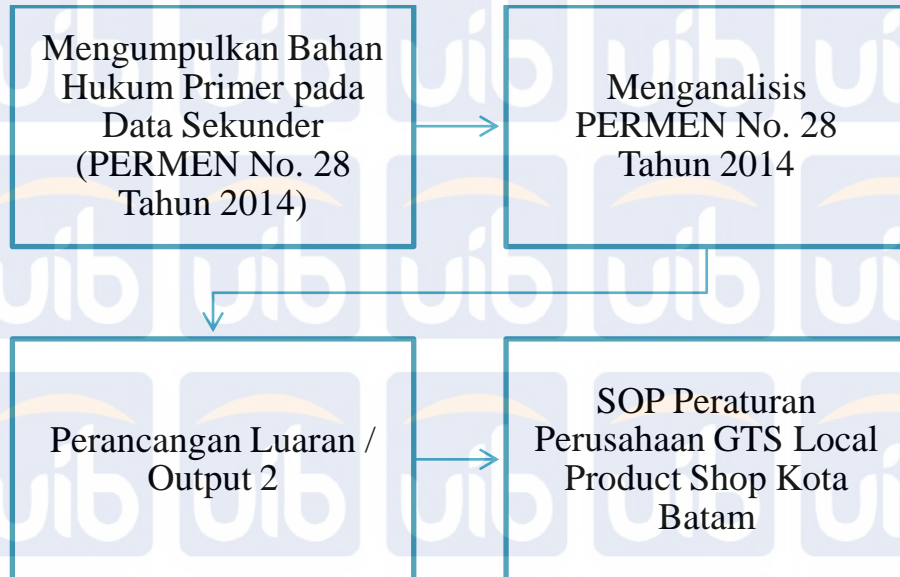 Mengumpulkan Bahan
Hukum Primer pada
Data Sekunder
(PERMEN No. 28
Tahun 2014)
Menganalisis
PERMEN No. 28
Tahun 2014
Perancangan Luaran /
Output 2
SOP Peraturan
Perusahaan GTS Local
Product Shop Kota
Batam